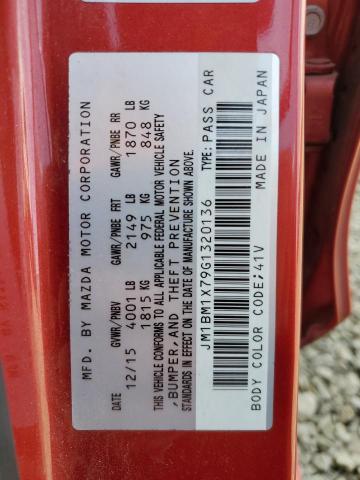 MFD. BY MAZDA MOTOR CORPORATION
GVWR/PNBV GAWR/PNBE FRT GAWR/PNBE RR
12/15 4001 LB 2149 LB 1870 LB
1815 KG 975 KG 848 KG
THIS VEHICLE CONFORMS TO ALL APPLICABLE FEDERAL MOTOR VEHICLE SAFETY
,BUMPER,AND THEFT PREVENTION
STANDARDS IN EFFECT ON THE DATE OF MANUFACTURE SHOWN ABOVE.
JM1BM1X79G1320136 TYPE: PASS CAR
BODY COLOR CODE;41V MADE IN JAPAN